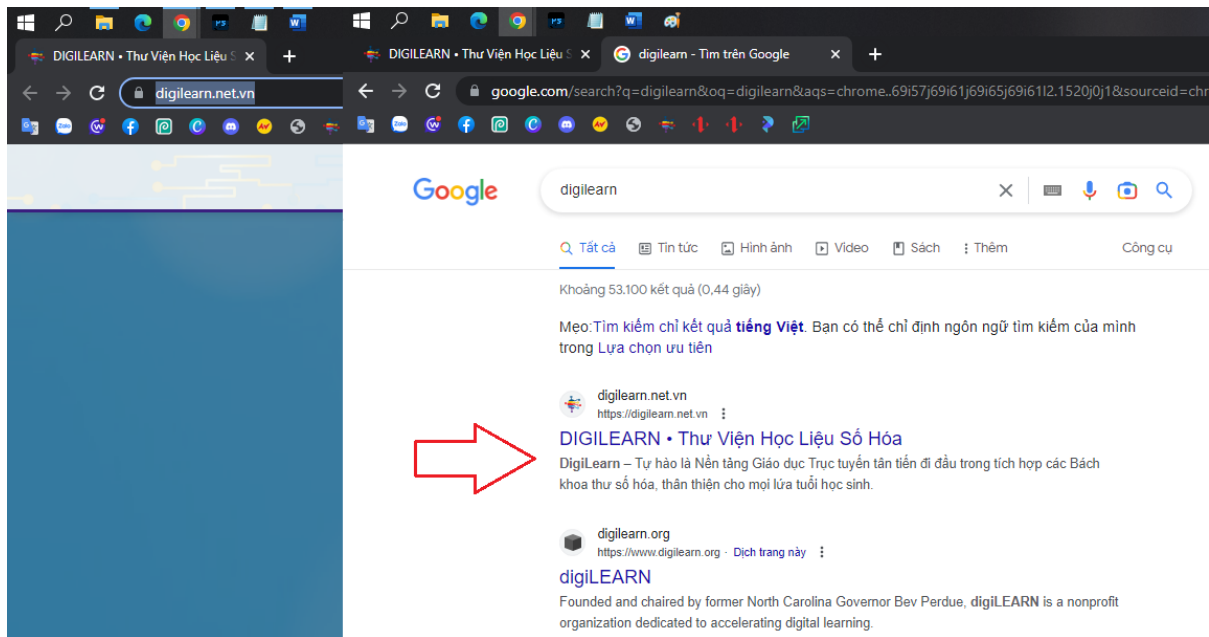 DIGILEARN • Thư Viện Học Liệu S
digilearn.net.vn
DIGILEARN • Thư Viện Học Liệu S
digilearn - Tìm trên Google
google.com/search?q=digilearn&oq=digilearn&aqs=chrome..69i57j69i61j69i65j69i61l2.1520j0j1&sourceid=chr
Google
digilearn
Tất cả
Tin tức
Hình ảnh
Video
Sách
Thêm
Công cụ
Khoảng 53.100 kết quả (0,44 giây)
Mẹo:Tìm kiếm chỉ kết quả tiếng Việt. Bạn có thể chỉ định ngôn ngữ tìm kiếm của mình
trong Lựa chọn ưu tiên
digilearn.net.vn
https://digilearn.net.vn
DIGILEARN • Thư Viện Học Liệu Số Hóa
DigiLearn – Tự hào là Nền tảng Giáo dục Trục tuyến tân tiến đi đầu trong tích hợp các Bách
khoa thư số hóa, thân thiện cho mọi lứa tuổi học sinh.
digilearn.org
https://www.digilearn.org · Dịch trang này
digiLEARN
Founded and chaired by former North Carolina Governor Bev Perdue, digiLEARN is a nonprofit
organization dedicated to accelerating digital learning.